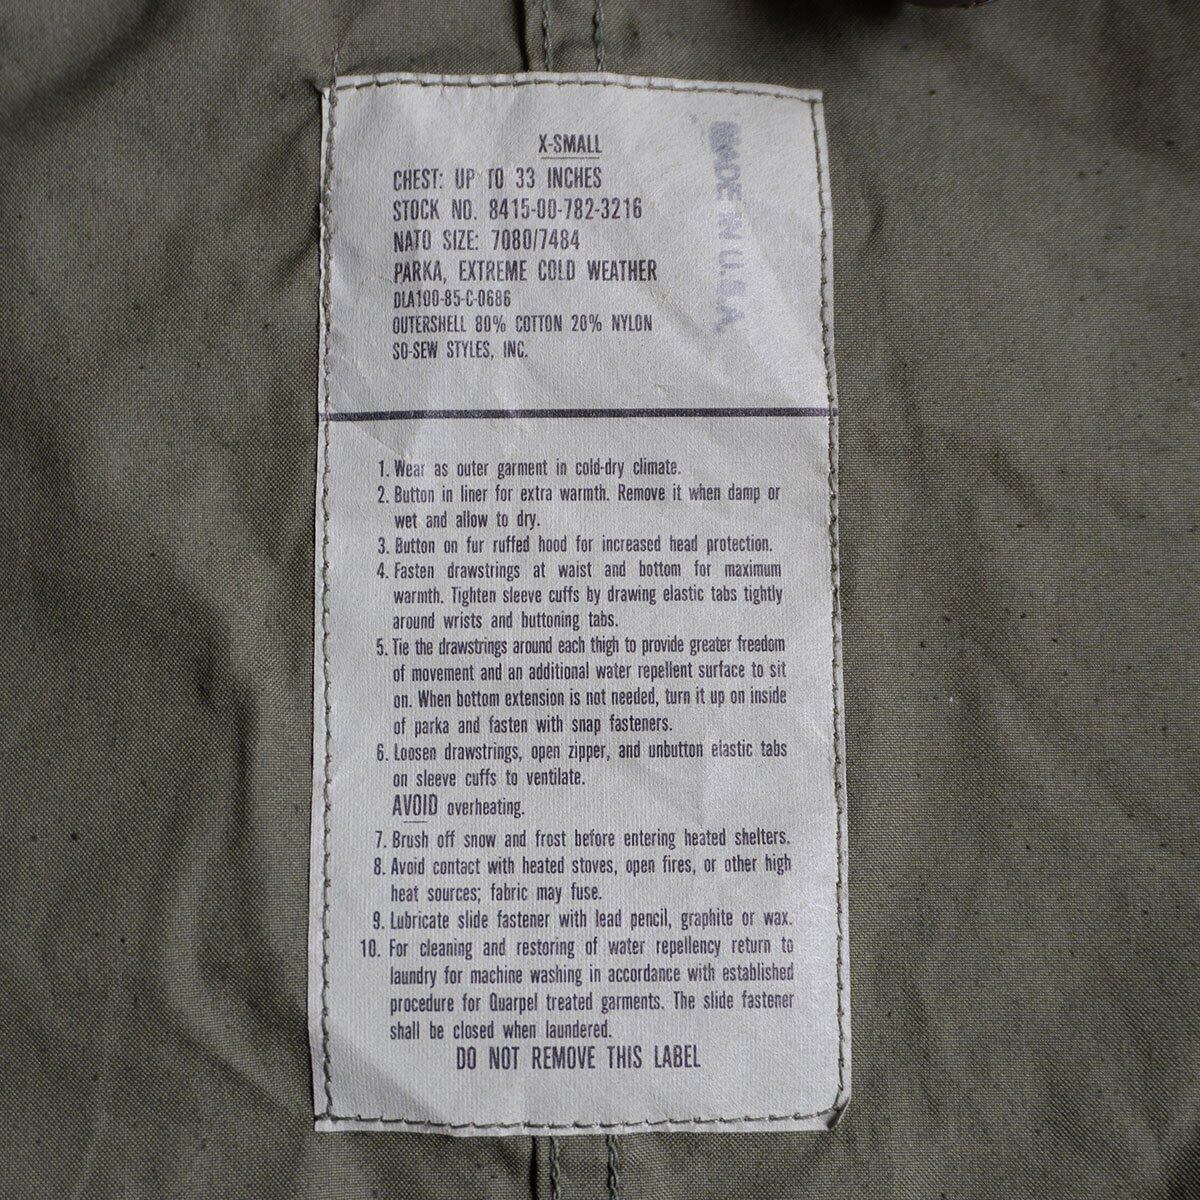 X-SMALL
CHEST: UP TO 33 INCHES
STOCK NO. 8415-00-782-3216
NATO SIZE: 7080/7484
PARKA, EXTREME COLD WEATHER
DLA100-85-C-0686
OUTERSHELL 80% COTTON 20% NYLON
SO-SEW STYLES, INC.
MADE IN U.S.A.
1. Wear as outer garment in cold-dry climate.
2. Button in liner for extra warmth. Remove it when damp or
wet and allow to dry.
3. Button on fur ruffed hood for increased head protection.
4. Fasten drawstrings at waist and bottom for maximum
warmth. Tighten sleeve cuffs by drawing elastic tabs tightly
around wrists and buttoning tabs.
5. Tie the drawstrings around each thigh to provide greater freedom
of movement and an additional water repellent surface to sit
on. When bottom extension is not needed, turn it up on inside
of parka and fasten with snap fasteners.
6. Loosen drawstrings, open zipper, and unbutton elastic tabs
on sleeve cuffs to ventilate.
AVOID overheating.
7. Brush off snow and frost before entering heated shelters.
8. Avoid contact with heated stoves, open fires, or other high
heat sources; fabric may fuse.
9. Lubricate slide fastener with lead pencil, graphite or wax.
10. For cleaning and restoring of water repellency return to
laundry for machine washing in accordance with established
procedure for Quarpel treated garments. The slide fastener
shall be closed when laundered.
DO NOT REMOVE THIS LABEL